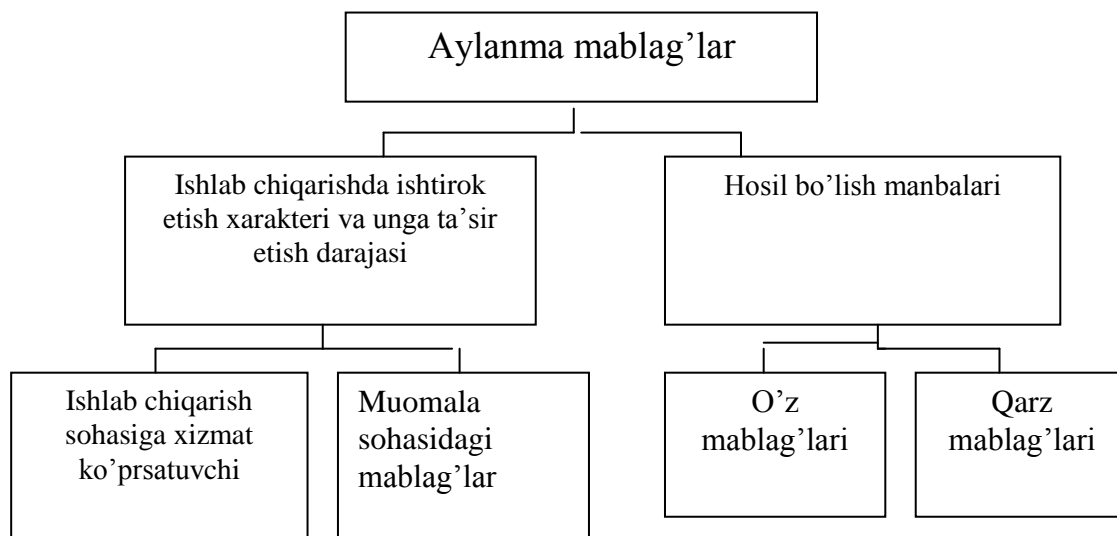 Aylanma mablag’lar
Ishlab chiqarishda ishtirok
etish xarakteri va unga ta’sir
etish darajasi
Hosil bo’lish manbalari
Ishlab chiqarish
sohasiga xizmat
ko’prsatuvchi
Muomala
sohasidagi
mablag’lar
O’z
mablag’lari
Qarz
mablag’lari